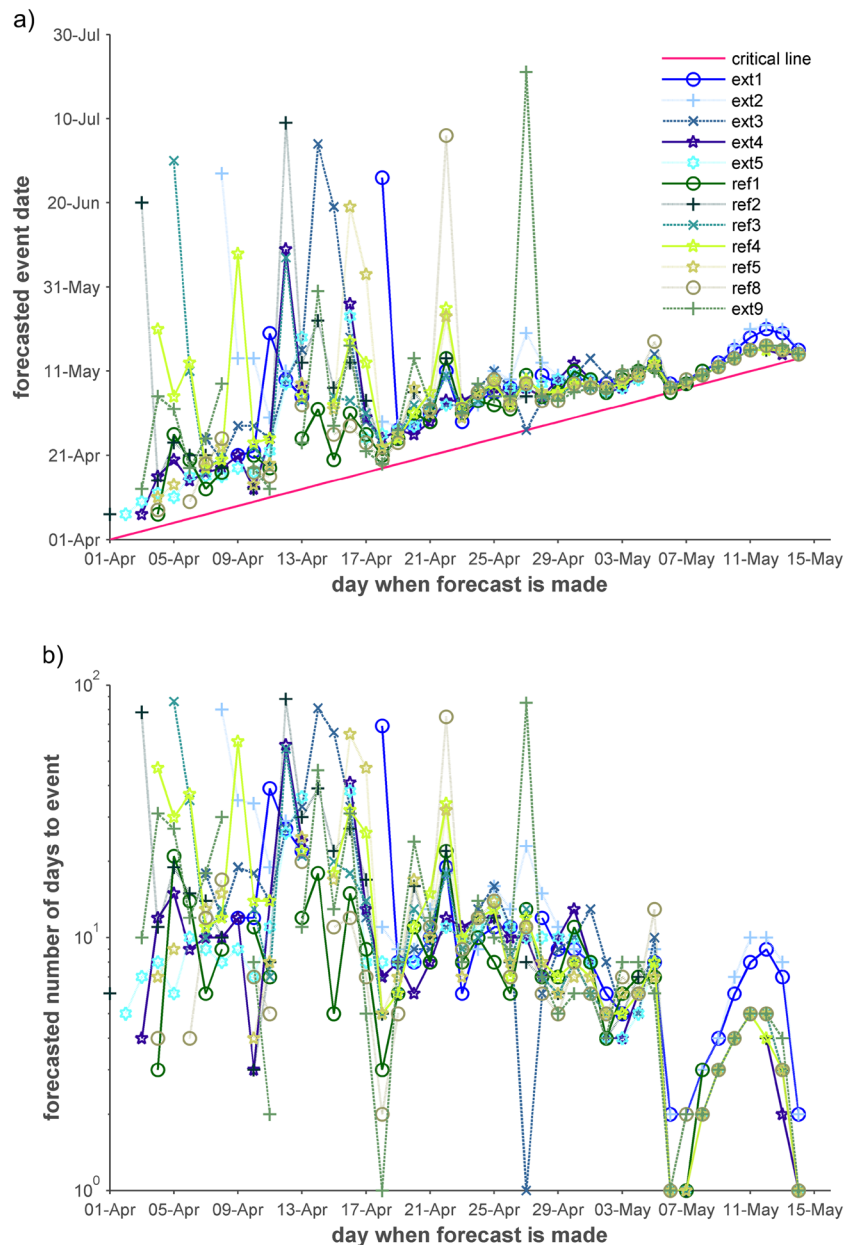 a)
30-Jul
10-Jul
20-Jun
31-May
11-May
21-Apr
01-Apr
forecasted event date
critical line
ext1
ext2
ext3
ext4
ext5
ref1
ref2
ref3
ref4
ref5
ref8
ext9
01-Apr 05-Apr 09-Apr 13-Apr 17-Apr 21-Apr 25-Apr 29-Apr 03-May 07-May 11-May 15-May
day when forecast is made
b)
10²
10¹
10⁰
forecasted number of days to event
01-Apr 05-Apr 09-Apr 13-Apr 17-Apr 21-Apr 25-Apr 29-Apr 03-May 07-May 11-May 15-May
day when forecast is made